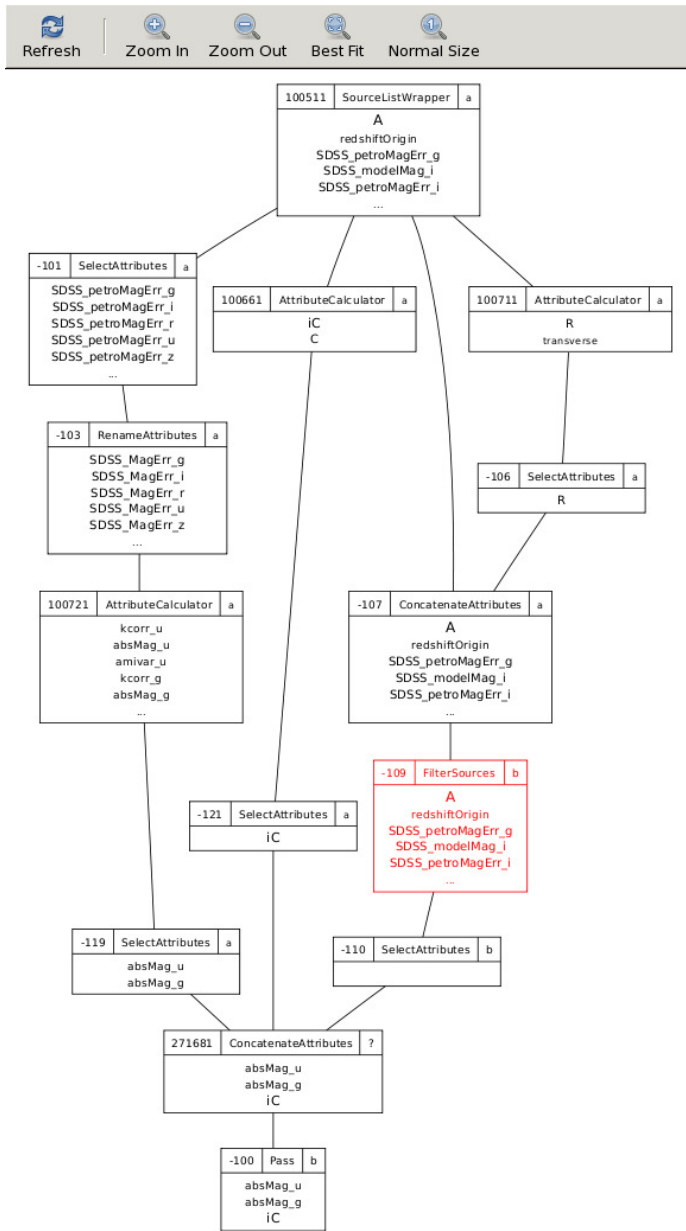 Refresh Zoom In Zoom Out Best Fit Normal Size
100511 SourceListWrapper a
A
redshiftOrigin
SDSS_petroMagErr_g
SDSS_modelMag_i
SDSS_petroMagErr_i
...
-101 SelectAttributes a
SDSS_petroMagErr_g
SDSS_petroMagErr_i
SDSS_petroMagErr_r
SDSS_petroMagErr_u
SDSS_petroMagErr_z
...
100661 AttributeCalculator a
iC
C
100711 AttributeCalculator a
R
transverse
-103 RenameAttributes a
SDSS_MagErr_g
SDSS_MagErr_i
SDSS_MagErr_r
SDSS_MagErr_u
SDSS_MagErr_z
...
-106 SelectAttributes a
R
100721 AttributeCalculator a
kcorr_u
absMag_u
amivar_u
kcorr_g
absMag_g
...
-107 ConcatenateAttributes a
A
redshiftOrigin
SDSS_petroMagErr_g
SDSS_modelMag_i
SDSS_petroMagErr_i
...
-109 FilterSources b
A
redshiftOrigin
SDSS_petroMagErr_g
SDSS_modelMag_i
SDSS_petroMagErr_i
...
-121 SelectAttributes a
iC
-119 SelectAttributes a
absMag_u
absMag_g
-110 SelectAttributes b
271681 ConcatenateAttributes ?
absMag_u
absMag_g
iC
-100 Pass b
absMag_u
absMag_g
iC